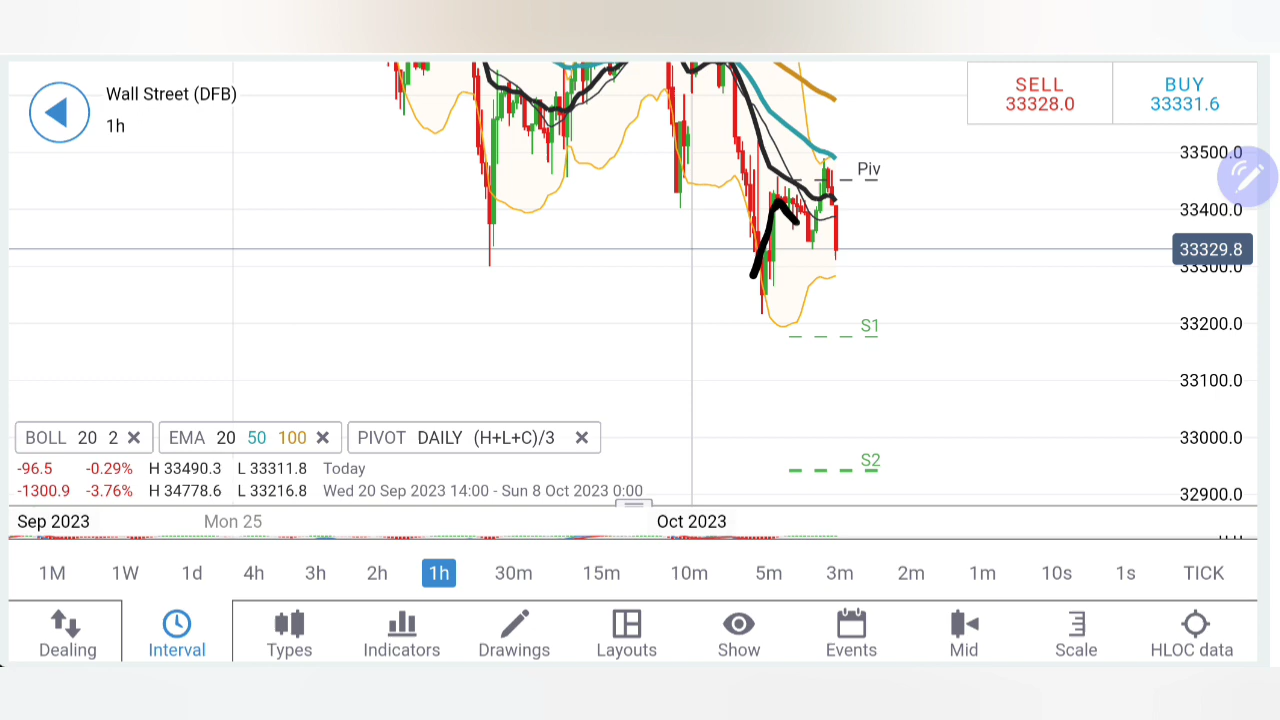 Wall Street (DFB)
1h
SELL
33328.0
BUY
33331.6
33500.0
Piv
33400.0
33329.8
33300.0
S1
33200.0
33100.0
BOLL 20 2 ×
EMA 20 50 100 ×
PIVOT DAILY (H+L+C)/3 ×
33000.0
S2
-96.5 -0.29% H 33490.3 L 33311.8 Today
-1300.9 -3.76% H 34778.6 L 33216.8 Wed 20 Sep 2023 14:00 - Sun 8 Oct 2023 0:00
32900.0
Sep 2023 Mon 25 Oct 2023
1M 1W 1d 4h 3h 2h 1h 30m 15m 10m 5m 3m 2m 1m 10s 1s TICK
Dealing Interval Types Indicators Drawings Layouts Show Events Mid Scale HLOC data